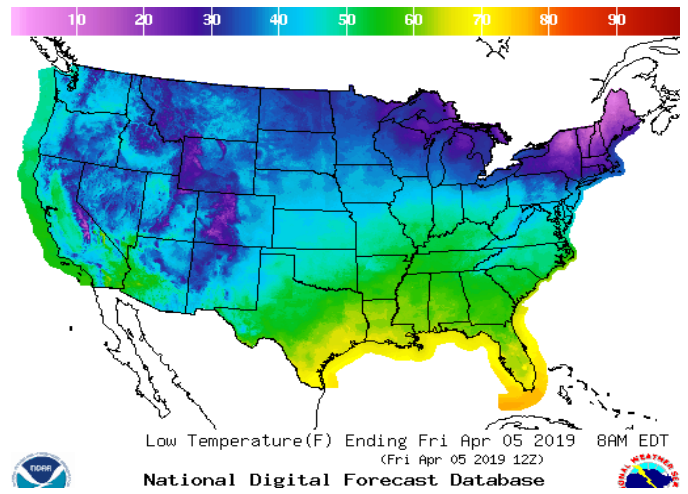 10 20 30 40 50 60 70 80 90
Low Temperature(F) Ending Fri Apr 05 2019 8AM EDT
(Fri Apr 05 2019 12Z)
National Digital Forecast Database
NOAA